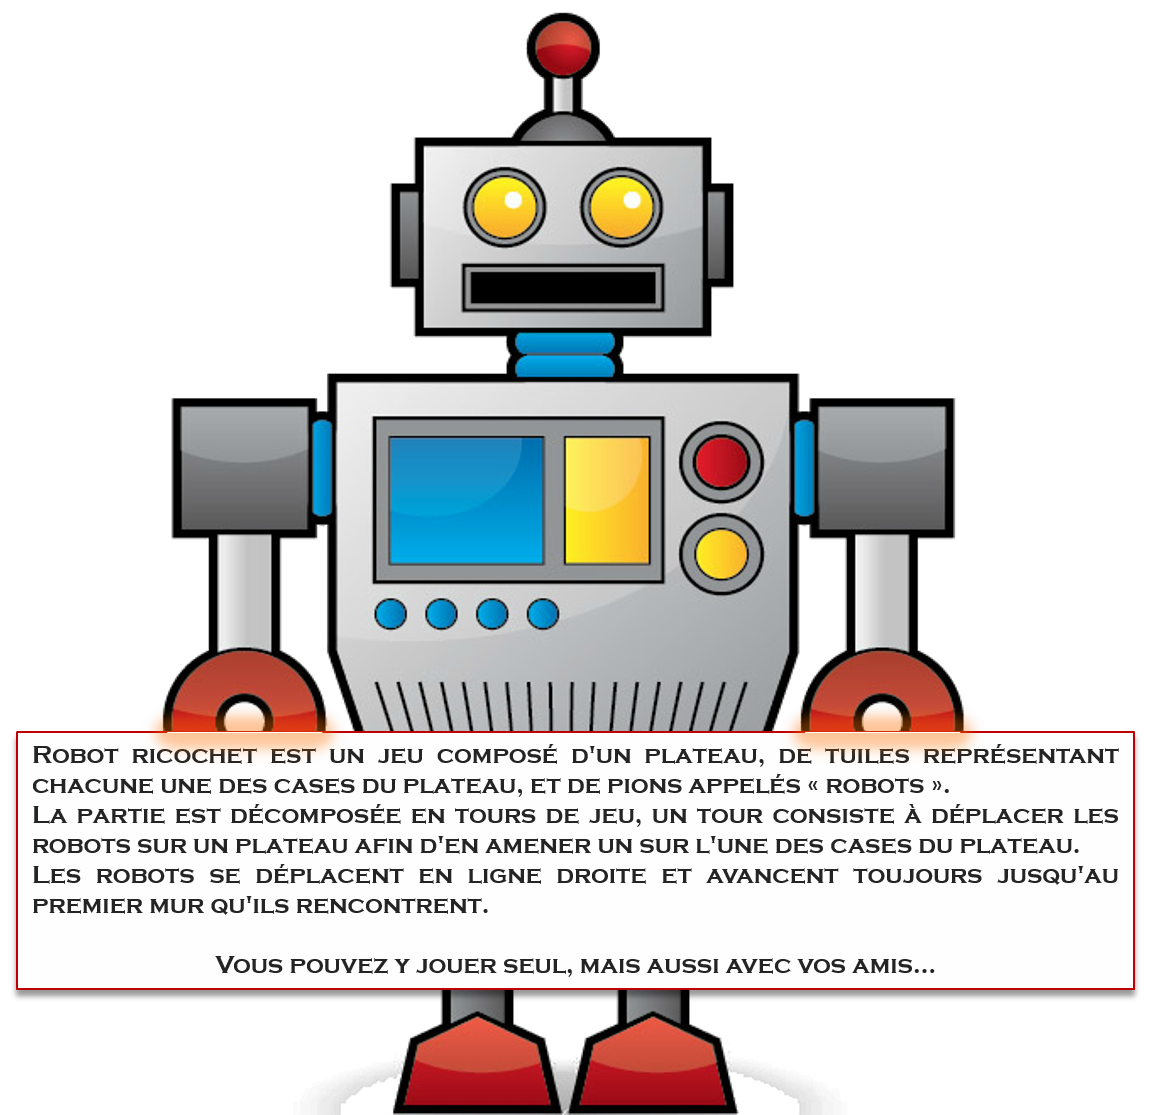 Robot ricochet est un jeu composé d'un plateau, de tuiles représentant
chacune une des cases du plateau, et de pions appelés « robots ».
La partie est décomposée en tours de jeu, un tour consiste à déplacer les
robots sur un plateau afin d'en amener un sur l'une des cases du plateau.
Les robots se déplacent en ligne droite et avancent toujours jusqu'au
premier mur qu'ils rencontrent.
Vous pouvez y jouer seul, mais aussi avec vos amis...